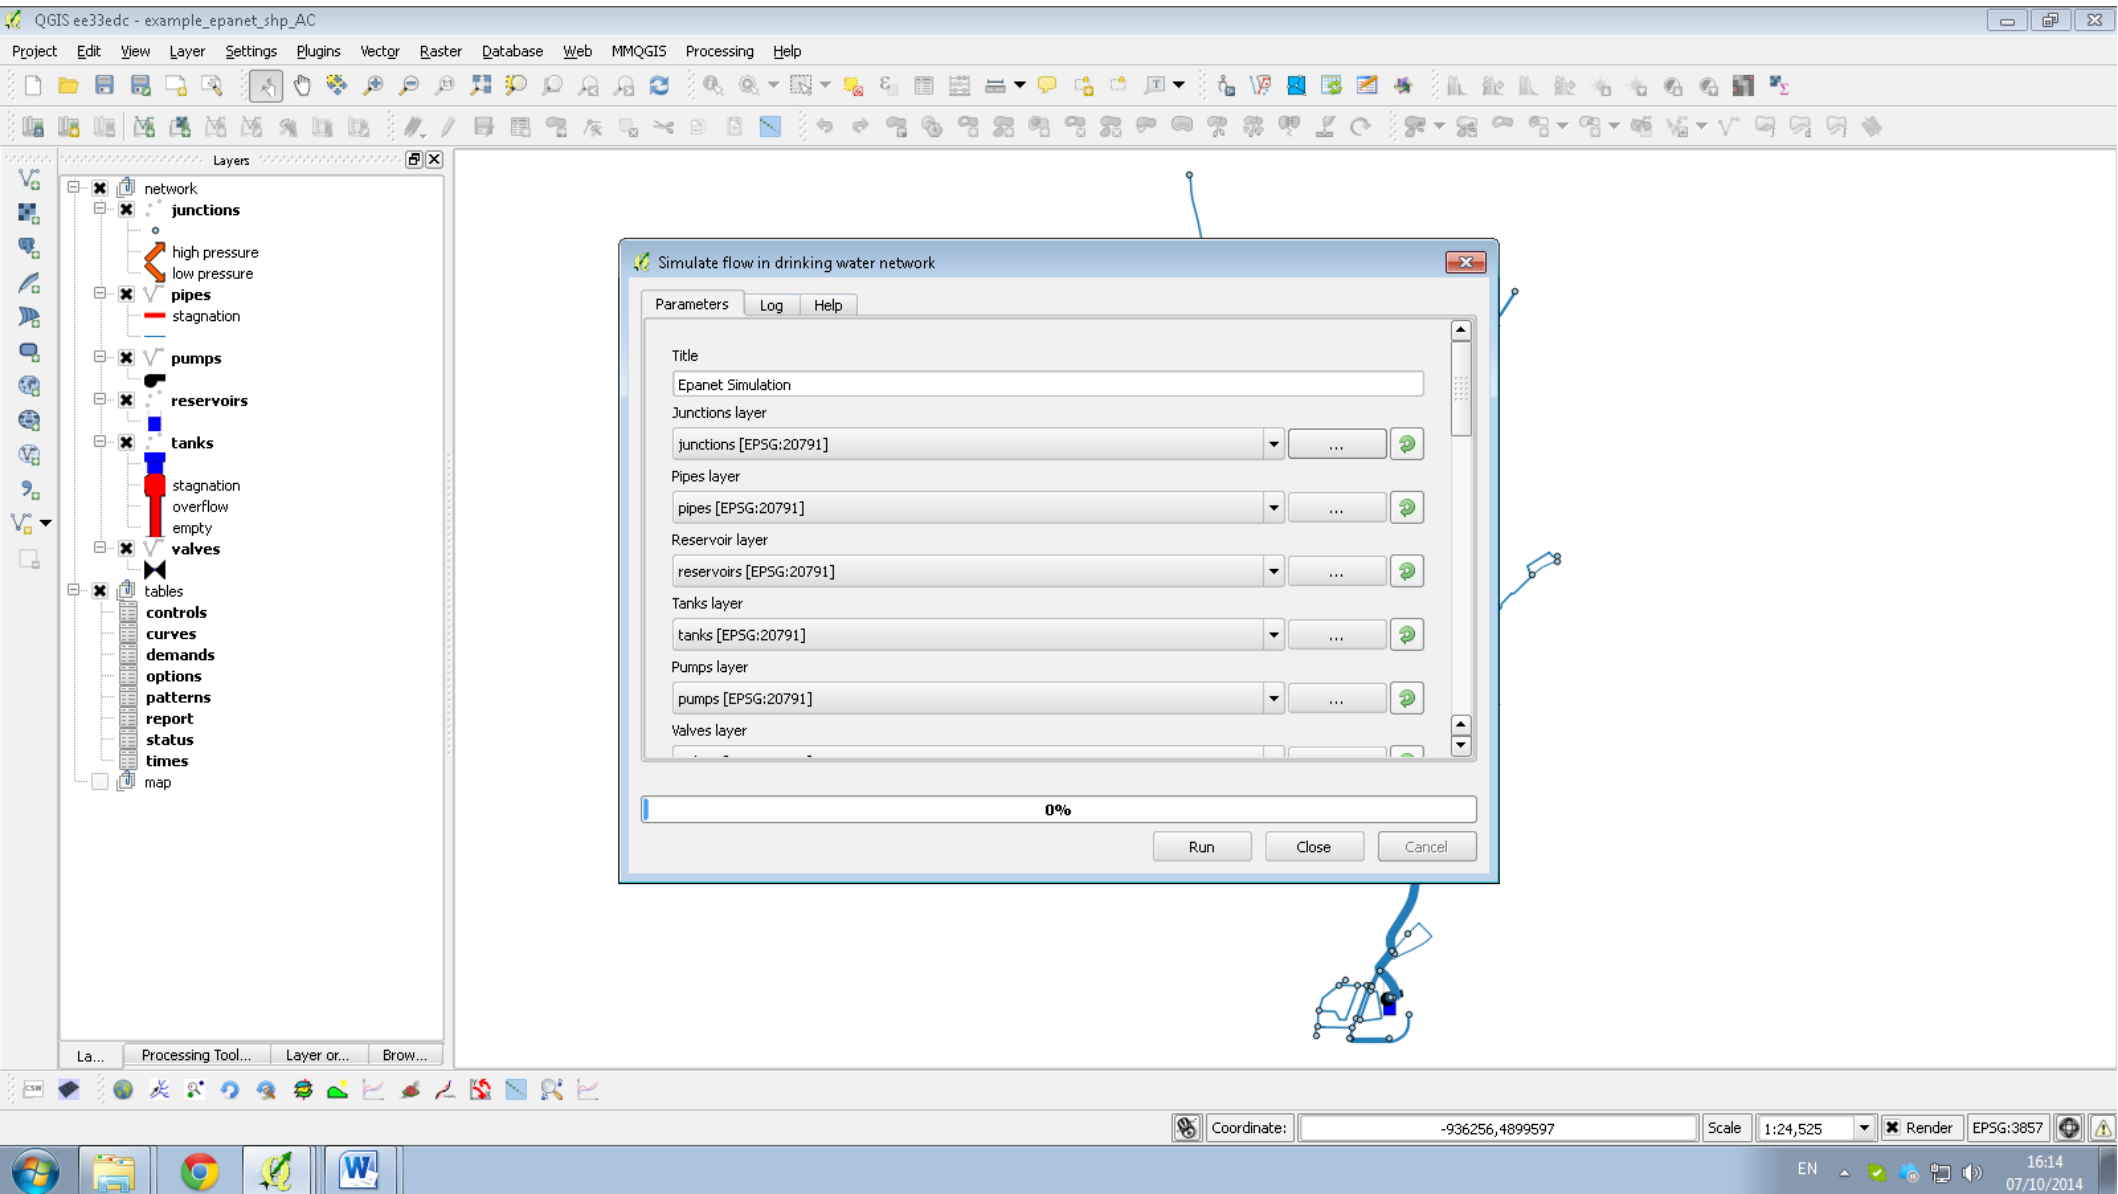 QGIS ee33edc - example_epanet_shp_AC
Project Edit View Layer Settings Plugins Vector Raster Database Web MMQGIS Processing Help
Layers
network
junctions
high pressure
low pressure
pipes
stagnation
pumps
reservoirs
tanks
stagnation
overflow
empty
valves
tables
controls
curves
demands
options
patterns
report
status
times
map
La... Processing Tool... Layer or... Brow...
Simulate flow in drinking water network
Parameters Log Help
Title
Epanet Simulation
Junctions layer
junctions [EPSG:20791] ...
Pipes layer
pipes [EPSG:20791] ...
Reservoir layer
reservoirs [EPSG:20791] ...
Tanks layer
tanks [EPSG:20791] ...
Pumps layer
pumps [EPSG:20791] ...
Valves layer
0%
Run Close Cancel
CSW
Coordinate: -936256,4899597 Scale 1:24,525 Render EPSG:3857
EN 16:14
07/10/2014